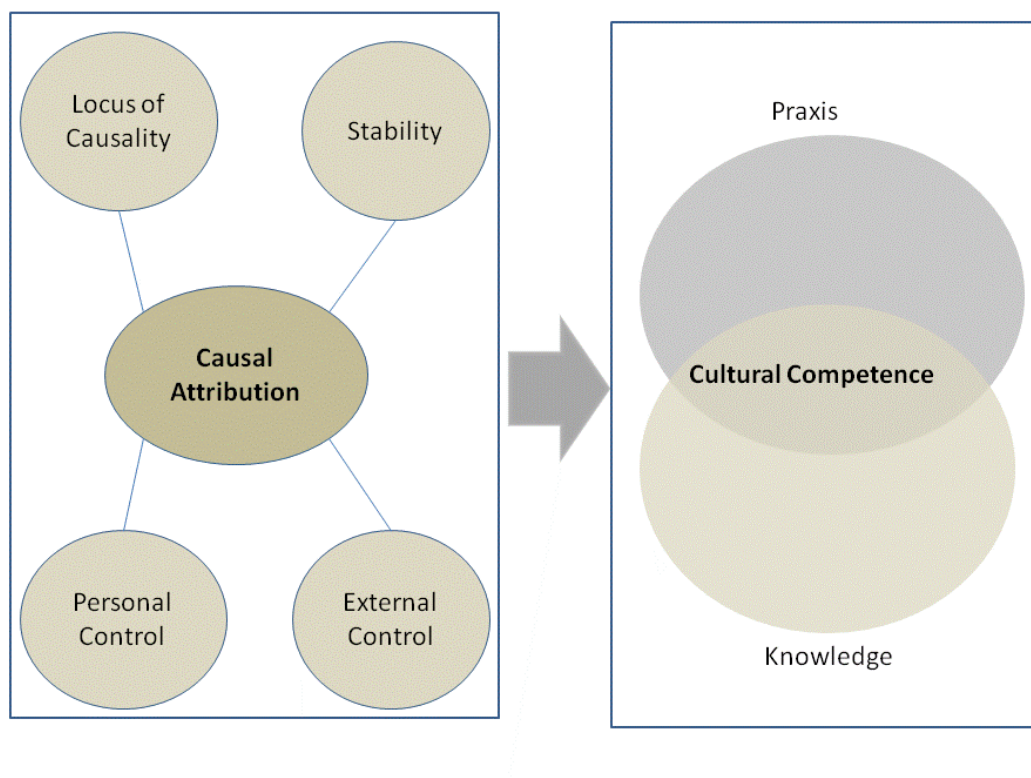 Locus of
Causality
Stability
Causal
Attribution
Personal
Control
External
Control
Praxis
Cultural Competence
Knowledge